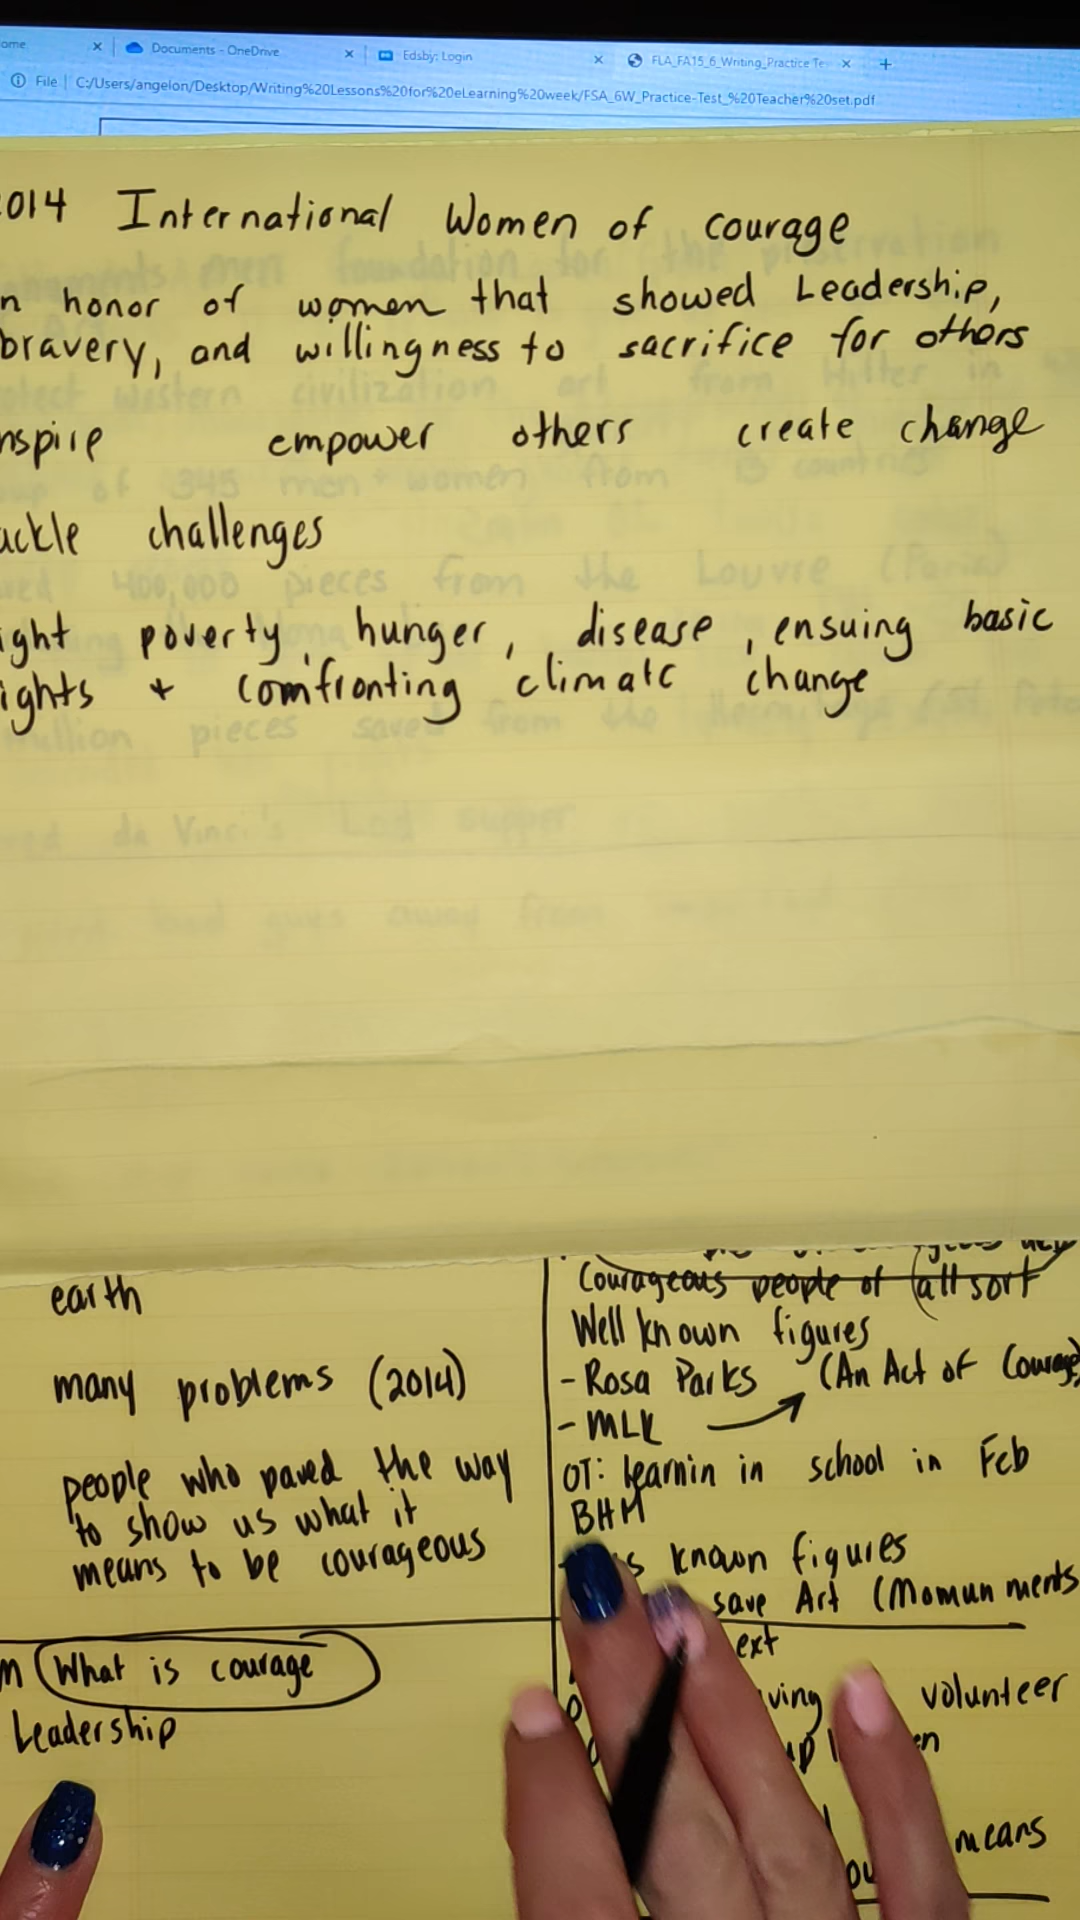 ome Documents - OneDrive Edsby: Login FLA_FA15_6_Writing_Practice Te
File | C:/Users/angelon/Desktop/Writing%20Lessons%20for%20eLearning%20week/FSA_6W_Practice-Test_%20Teacher%20set.pdf
2014 International Women of courage
n honor of women that showed Leadership,
bravery, and willingness to sacrifice for others
nspire empower others create change
ackle challenges
ight poverty, hunger, disease, ensuing basic
ights + comfronting climate change
earth
many problems (2014)
people who paved the way
to show us what it
means to be courageous
m What is courage
Leadership
Courageous people of (all sort
Well known figures
- Rosa Parks (An Act of Courage)
- MLK
OT: learnin in school in Feb
BHM
known figures
save Art (Momun ments
ext
ving volunteer
means